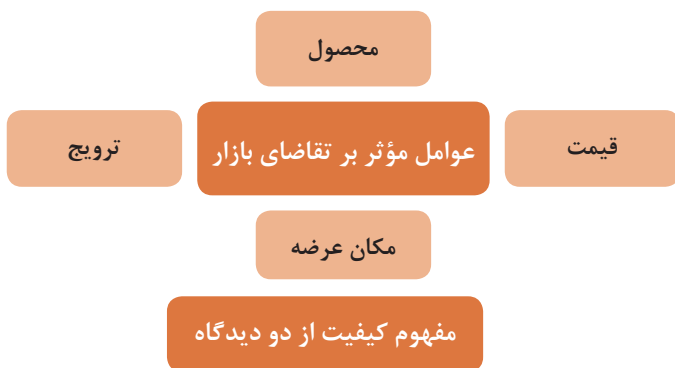 محصول
قیمت
عوامل مؤثر بر تقاضای بازار
ترویج
مکان عرضه
مفهوم کیفیت از دو دیدگاه